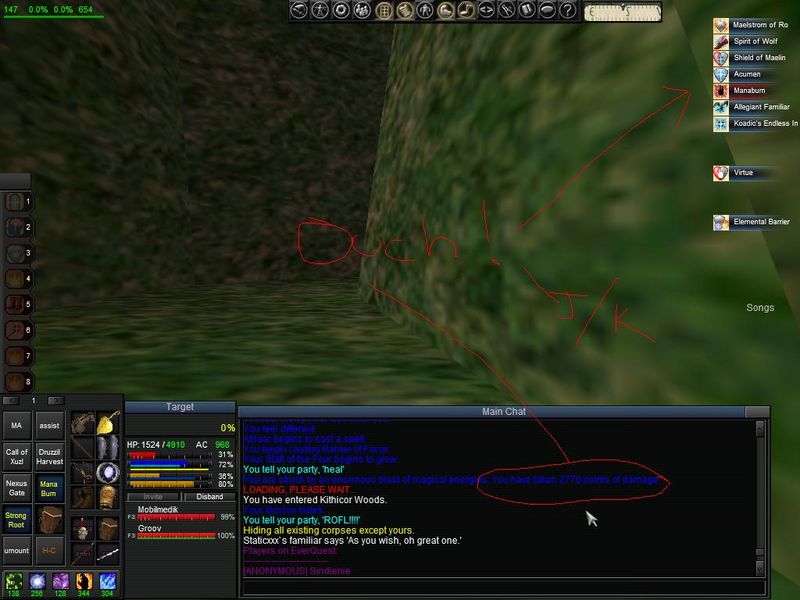 147 0.0% 0.0% 654
E S
Maelstrom of Ro
Spirit of Wolf
Shield of Maelin
Acumen
Manaburn
Allegiant Familiar
Koadic's Endless In
Virtue
Elemental Barrier
Songs
Ouch! J/K
1
2
3
4
5
6
7
8
1
MA
assist
Call of Xuzl
Druzzil Harvest
Nexus Gate
Mana Burn
Strong Root
umount
H-C
138
256
128
344
304
Target
0%
HP: 1524 / 4910 AC 968
31%
72%
36%
80%
Invite Disband
Mobilmedik
F2: 99%
Groov
F3: 100%
Main Chat
You feel different.
begins to cast a spell.
You begin casting Barrier of Force.
Your Staff of the Four begins to glow.
You tell your party, 'heal'
You are struck by an enormous blast of magical energies. You have taken 2770 points of damage.
LOADING, PLEASE WAIT...
You have entered Kithicor Woods.
Your illusion fades.
You tell your party, 'ROFL!!!!'
Hiding all existing corpses except yours.
Staticxxx`s familiar says 'As you wish, oh great one.'
Players on EverQuest:
[ANONYMOUS] Sindienie